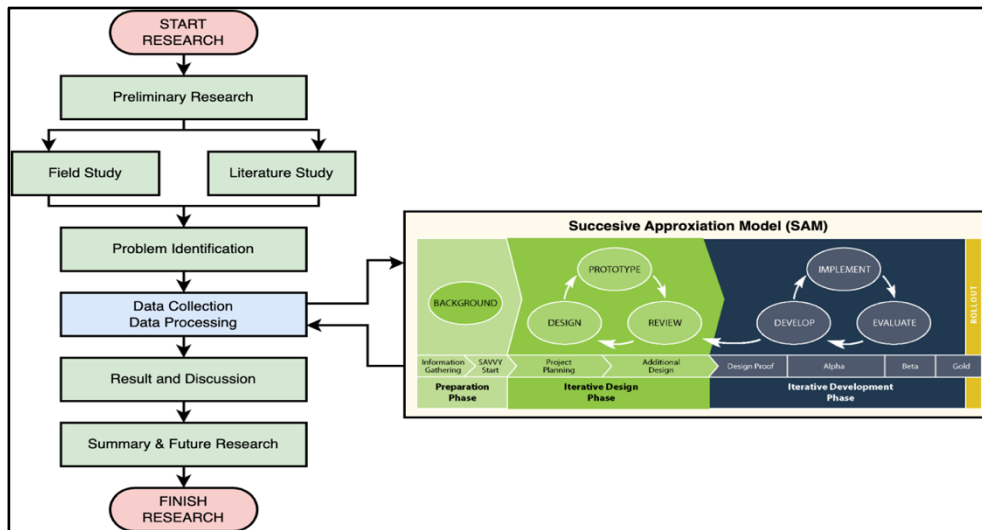 START
RESEARCH
Preliminary Research
Field Study
Literature Study
Problem Identification
Data Collection
Data Processing
Result and Discussion
Summary & Future Research
FINISH
RESEARCH
Succesive Approxiation Model (SAM)
BACKGROUND
PROTOTYPE
DESIGN
REVIEW
IMPLEMENT
DEVELOP
EVALUATE
ROLLOUT
Information
Gathering
SAVVY
Start
Project
Planning
Additional
Design
Design Proof
Alpha
Beta
Gold
Preparation
Phase
Iterative Design
Phase
Iterative Development
Phase